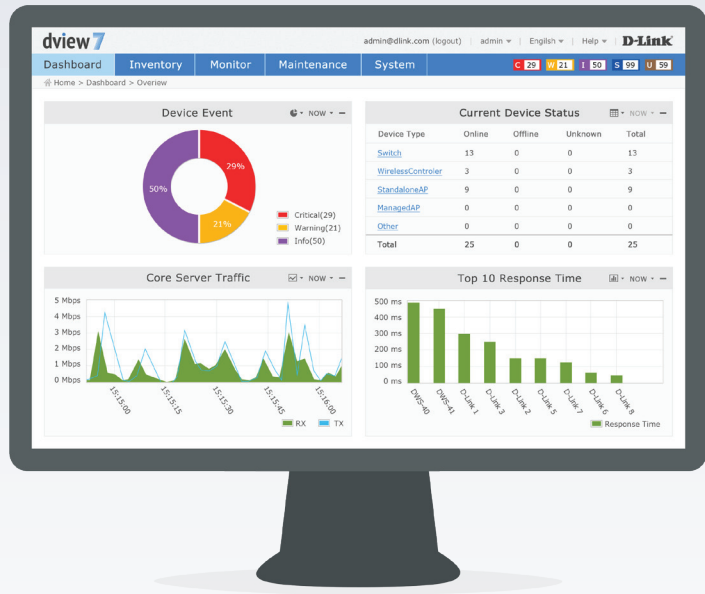 dview 7
admin@dlink.com (logout) | admin | Engilsh | Help | D-Link
Dashboard Inventory Monitor Maintenance System C 29 W 21 I 50 S 99 U 59
Home > Dashboard > Overiew
Device Event NOW
29%
50%
21%
Critical(29)
Warning(21)
Info(50)
Current Device Status NOW
Device Type Online Offline Unknown Total
Switch 13 0 0 13
WirelessControler 3 0 0 3
StandaloneAP 9 0 0 9
ManagedAP 0 0 0 0
Other 0 0 0 0
Total 25 0 0 25
Core Server Traffic NOW
5 Mbps
4 Mbps
3 Mbps
2 Mbps
1 Mbps
0 Mbps
15:15:00 15:15:15 15:15:30 15:15:45 15:16:00
RX TX
Top 10 Response Time NOW
500 ms
400 ms
300 ms
200 ms
100 ms
0 ms
DWS-40 DWS-41 D-Link 1 D-Link 3 D-Link 2 D-Link 5 D-Link 7 D-Link 6 D-Link 8
Response Time